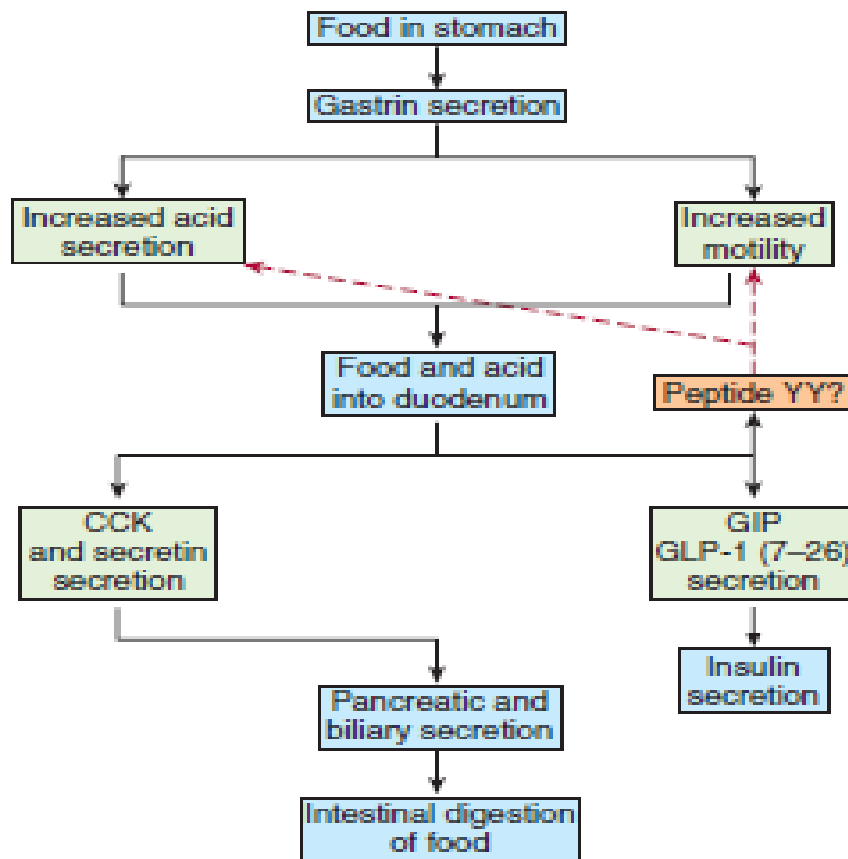 Food in stomach
Gastrin secretion
Increased acid
secretion
Increased
motility
Food and acid
into duodenum
Peptide YY?
CCK
and secretin
secretion
GIP
GLP-1 (7–26)
secretion
Insulin
secretion
Pancreatic and
biliary secretion
Intestinal digestion
of food